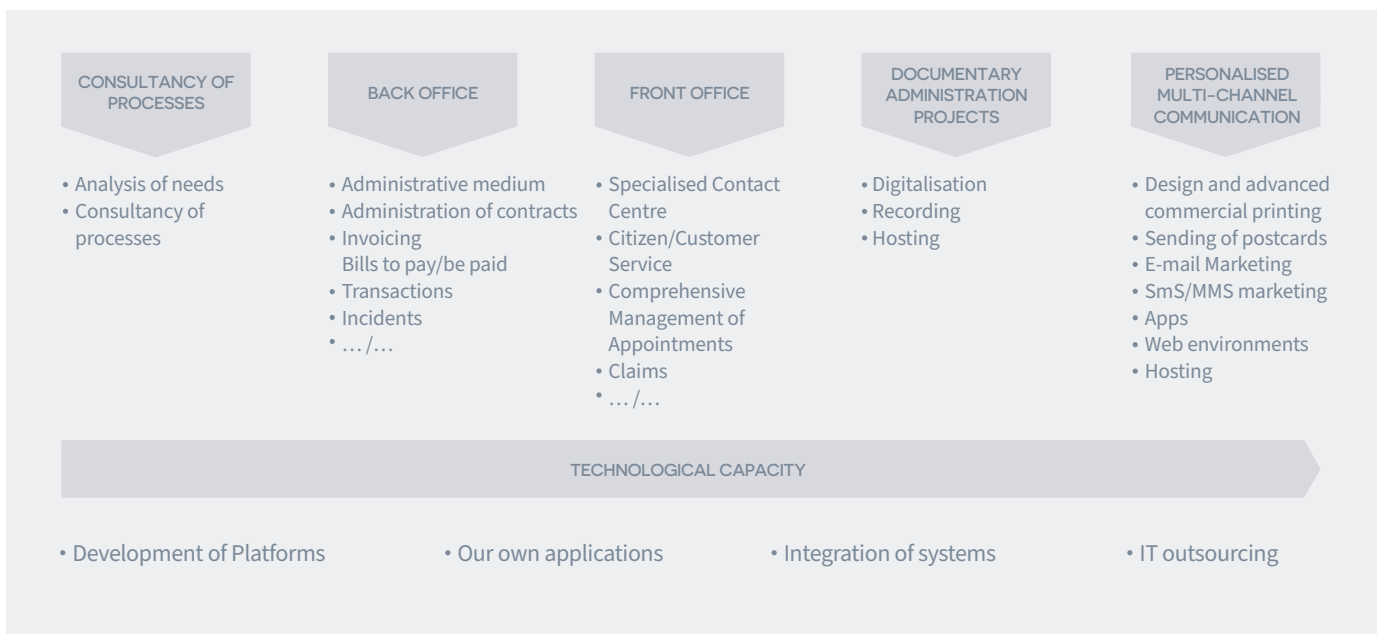 CONSULTANCY OF
PROCESSES
• Analysis of needs
• Consultancy of
processes
BACK OFFICE
• Administrative medium
• Administration of contracts
• Invoicing
Bills to pay/be paid
• Transactions
• Incidents
• … /…
FRONT OFFICE
• Specialised Contact
Centre
• Citizen/Customer
Service
• Comprehensive
Management of
Appointments
• Claims
• … /…
DOCUMENTARY
ADMINISTRATION
PROJECTS
• Digitalisation
• Recording
• Hosting
PERSONALISED
MULTI-CHANNEL
COMMUNICATION
• Design and advanced
commercial printing
• Sending of postcards
• E-mail Marketing
• SmS/MMS marketing
• Apps
• Web environments
• Hosting
TECHNOLOGICAL CAPACITY
• Development of Platforms
• Our own applications
• Integration of systems
• IT outsourcing